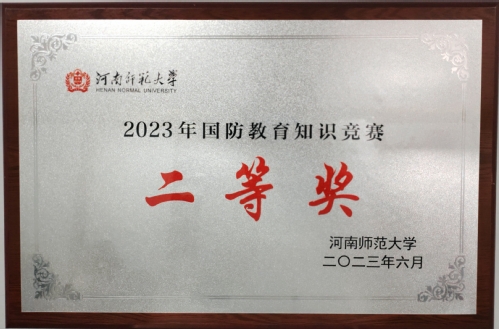 河南师范大学
HENAN NORMAL UNIVERSITY
2023年国防教育知识竞赛
二等奖
河南师范大学
二〇二三年六月